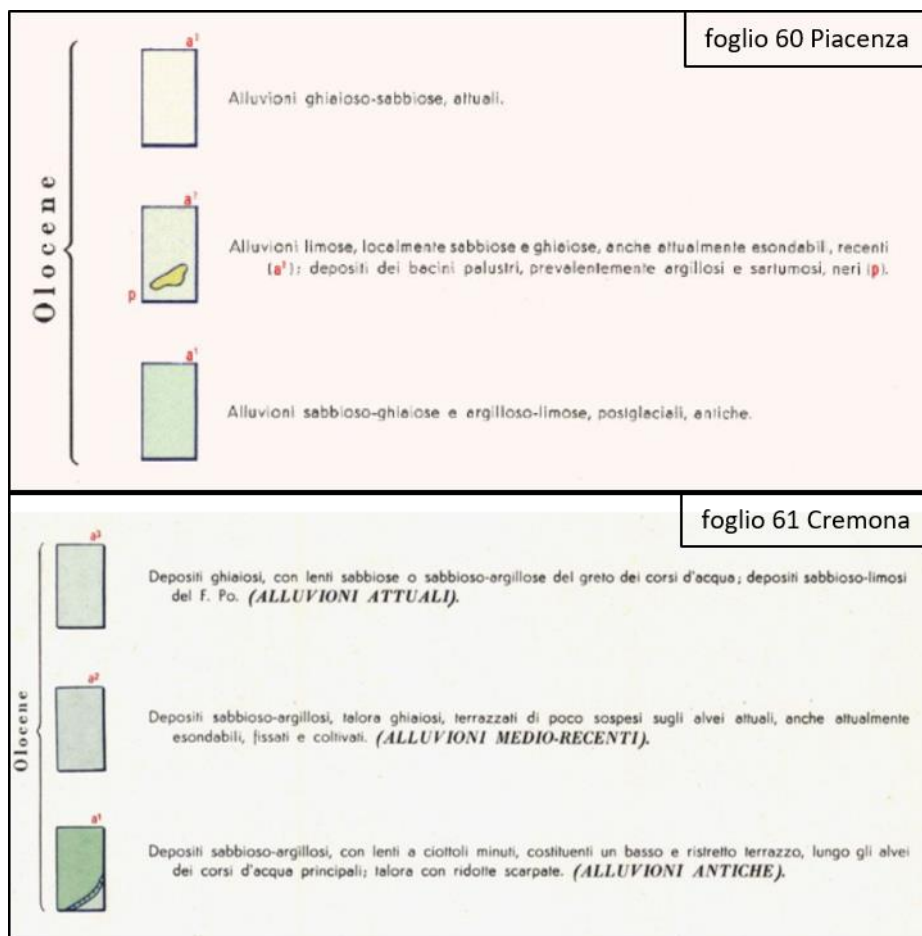 foglio 60 Piacenza
Olocene
a³
Alluvioni ghiaioso-sabbiose, attuali.
a²
Alluvioni limose, localmente sabbiose e ghiaiose, anche attualmente esondabili, recenti
(a²); depositi dei bacini palustri, prevalentemente argillosi e sartumosi, neri (p).
p
a¹
Alluvioni sabbioso-ghiaiose e argilloso-limose, postglaciali, antiche.
foglio 61 Cremona
Olocene
a³
Depositi ghiaiosi, con lenti sabbiose o sabbioso-argillose del greto dei corsi d'acqua; depositi sabbioso-limosi
del F. Po. (ALLUVIONI ATTUALI).
a²
Depositi sabbioso-argillosi, talora ghiaiosi, terrazzati di poco sospesi sugli alvei attuali, anche attualmente
esondabili, fissati e coltivati. (ALLUVIONI MEDIO-RECENTI).
a¹
Depositi sabbioso-argillosi, con lenti a ciottoli minuti, costituenti un basso e ristretto terrazzo, lungo gli alvei
dei corsi d'acqua principali; talora con ridotte scarpate. (ALLUVIONI ANTICHE).